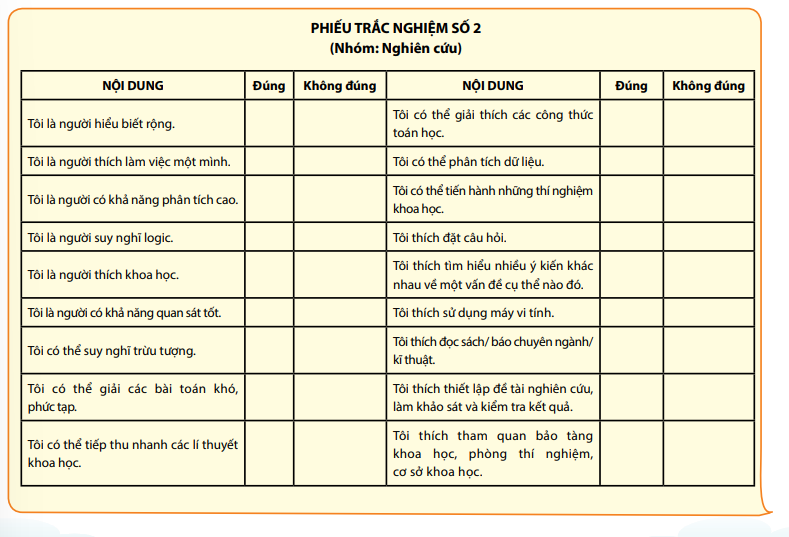 PHIẾU TRẮC NGHIỆM SỐ 2
(Nhóm: Nghiên cứu)
NỘI DUNG Đúng Không đúng NỘI DUNG Đúng Không đúng
Tôi là người hiểu biết rộng.
Tôi có thể giải thích các công thức
toán học.
Tôi là người thích làm việc một mình.
Tôi có thể phân tích dữ liệu.
Tôi là người có khả năng phân tích cao.
Tôi có thể tiến hành những thí nghiệm
khoa học.
Tôi là người suy nghĩ logic.
Tôi thích đặt câu hỏi.
Tôi là người thích khoa học.
Tôi thích tìm hiểu nhiều ý kiến khác
nhau về một vấn đề cụ thể nào đó.
Tôi là người có khả năng quan sát tốt.
Tôi thích sử dụng máy vi tính.
Tôi có thể suy nghĩ trừu tượng.
Tôi thích đọc sách/ báo chuyên ngành/
kĩ thuật.
Tôi có thể giải các bài toán khó,
phức tạp.
Tôi thích thiết lập đề tài nghiên cứu,
làm khảo sát và kiểm tra kết quả.
Tôi có thể tiếp thu nhanh các lí thuyết
khoa học.
Tôi thích tham quan bảo tàng
khoa học, phòng thí nghiệm,
cơ sở khoa học.